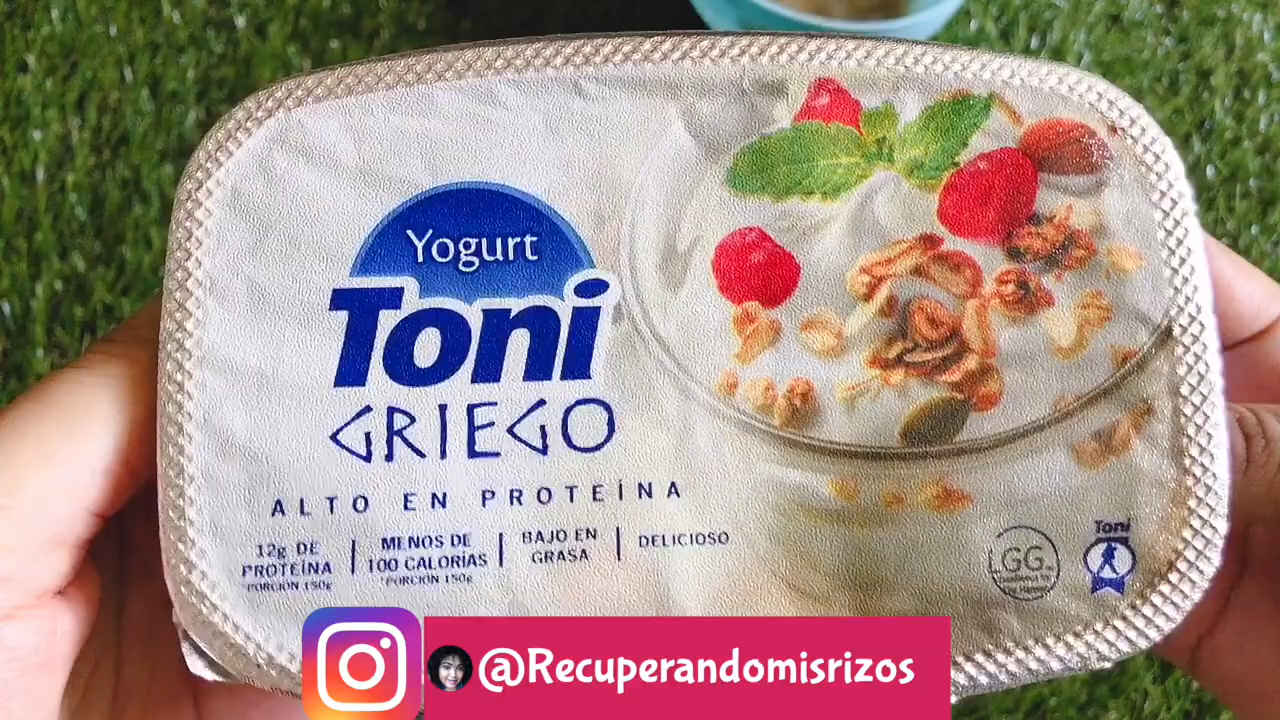 Yogurt
Toni
GRIEGO
ALTO EN PROTEÍNA
12g DE PROTEÍNA
*PORCIÓN 150g
MENOS DE 100 CALORÍAS
*PORCIÓN 150g
BAJO EN GRASA
DELICIOSO
LGG
Toni
@Recuperandomisrizos